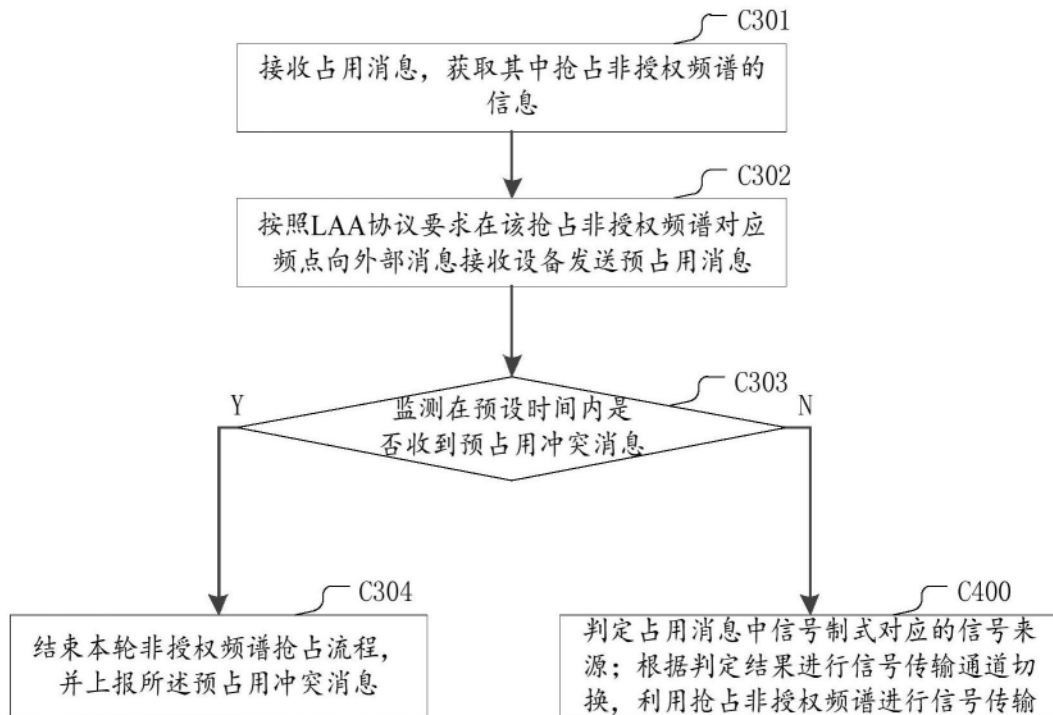 C301
接收占用消息，获取其中抢占非授权频谱的
信息
C302
按照LAA协议要求在该抢占非授权频谱对应
频点向外部消息接收设备发送预占用消息
C303
Y
监测在预设时间内是
否收到预占用冲突消息
N
C304
结束本轮非授权频谱抢占流程，
并上报所述预占用冲突消息
C400
判定占用消息中信号制式对应的信号来
源；根据判定结果进行信号传输通道切
换，利用抢占非授权频谱进行信号传输